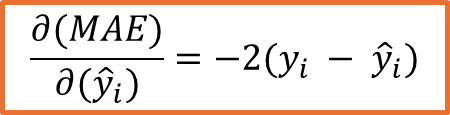 ∂(MAE)/∂(ŷᵢ) = −2(yᵢ − ŷᵢ)